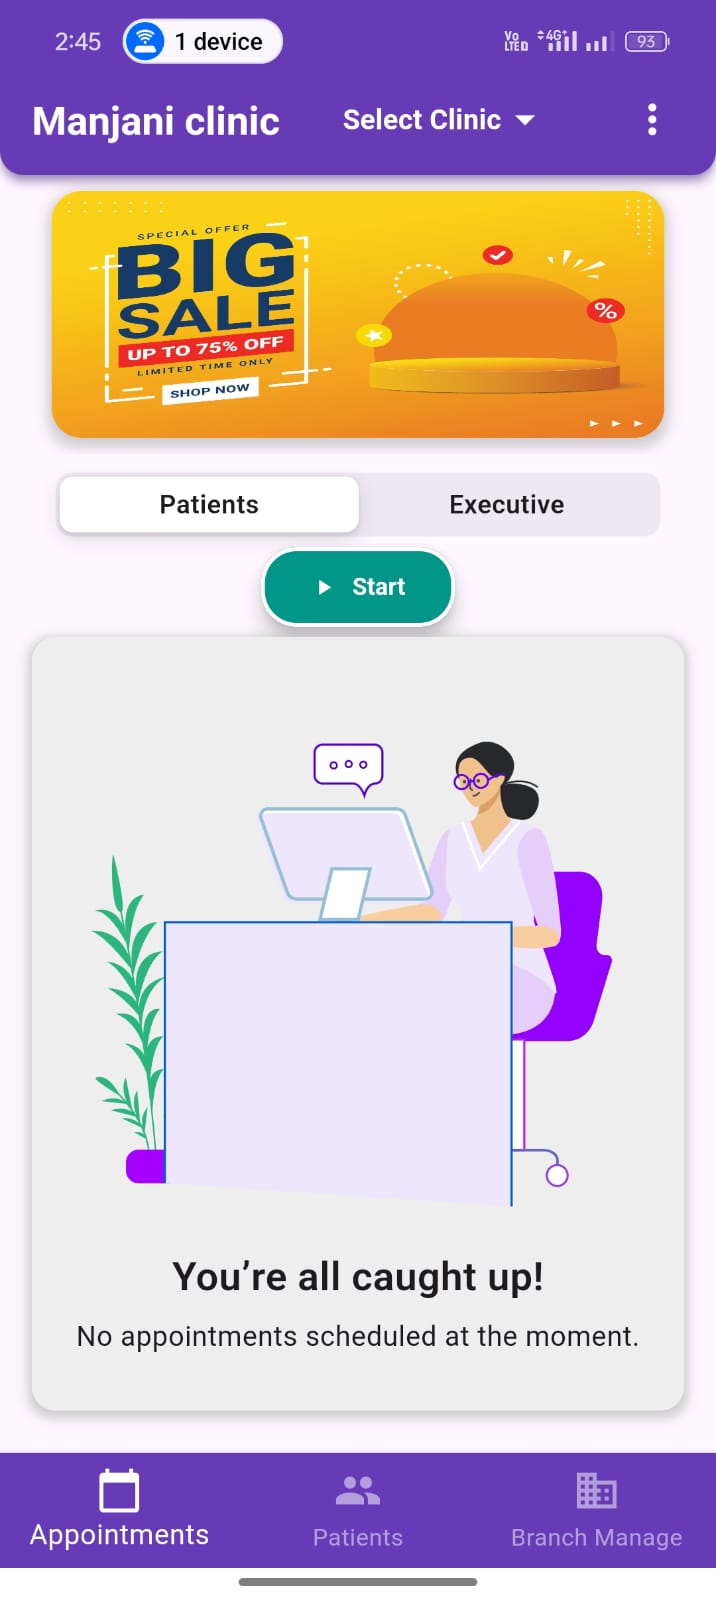 2:45
1 device
Vo
LTE
4G+
93
Manjani clinic
Select Clinic
SPECIAL OFFER
BIG
SALE
UP TO 75% OFF
LIMITED TIME ONLY
SHOP NOW
%
Patients
Executive
Start
You’re all caught up!
No appointments scheduled at the moment.
Appointments
Patients
Branch Manage